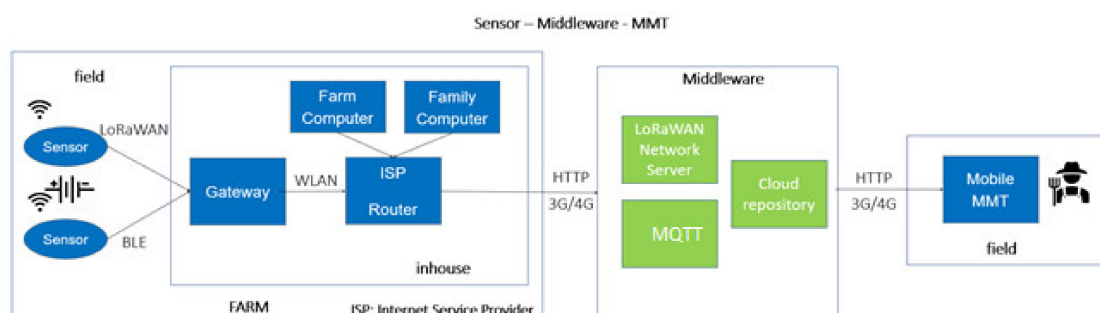 Sensor – Middleware - MMT
field
LoRaWAN
Sensor
Sensor
BLE
Gateway
WLAN
Farm
Computer
Family
Computer
ISP
Router
inhouse
FARM
ISP: Internet Service Provider
HTTP
3G/4G
Middleware
LoRaWAN
Network
Server
MQTT
Cloud
repository
HTTP
3G/4G
Mobile
MMT
field